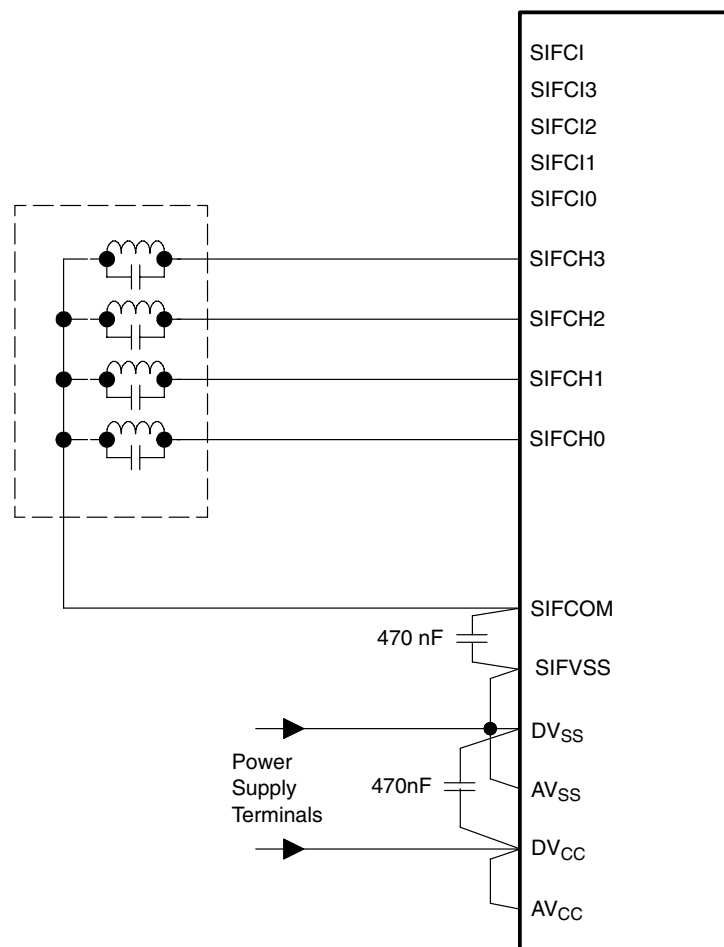 SIFCI
SIFCI3
SIFCI2
SIFCI1
SIFCI0
SIFCH3
SIFCH2
SIFCH1
SIFCH0
SIFCOM
470 nF
SIFVSS
DVSS
Power
Supply
Terminals
470nF
AVSS
DVCC
AVCC